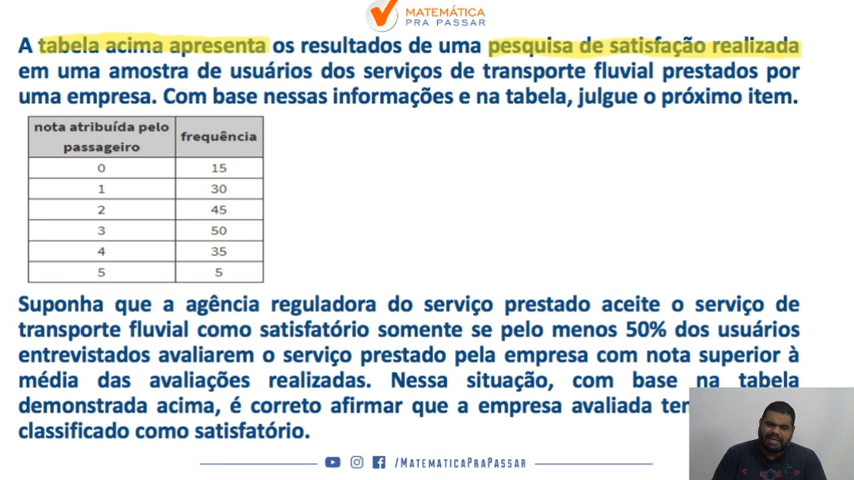 MATEMÁTICA
PRA PASSAR
A tabela acima apresenta os resultados de uma pesquisa de satisfação realizada
em uma amostra de usuários dos serviços de transporte fluvial prestados por
uma empresa. Com base nessas informações e na tabela, julgue o próximo item.
nota atribuída pelo passageiro frequência
0 15
1 30
2 45
3 50
4 35
5 5
Suponha que a agência reguladora do serviço prestado aceite o serviço de
transporte fluvial como satisfatório somente se pelo menos 50% dos usuários
entrevistados avaliarem o serviço prestado pela empresa com nota superior à
média das avaliações realizadas. Nessa situação, com base na tabela
demonstrada acima, é correto afirmar que a empresa avaliada
classificado como satisfatório.
/MATEMATICAPRAPASSAR